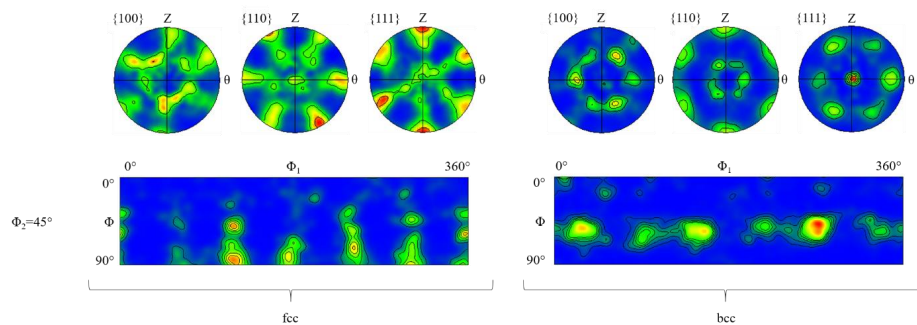 {100} Z {110} Z {111} Z {100} Z {110} Z {111} Z
θ θ θ θ θ θ
0° Φ1 360° 0° Φ1 360°
0° 0°
Φ2=45° Φ Φ
90° 90°
fcc bcc